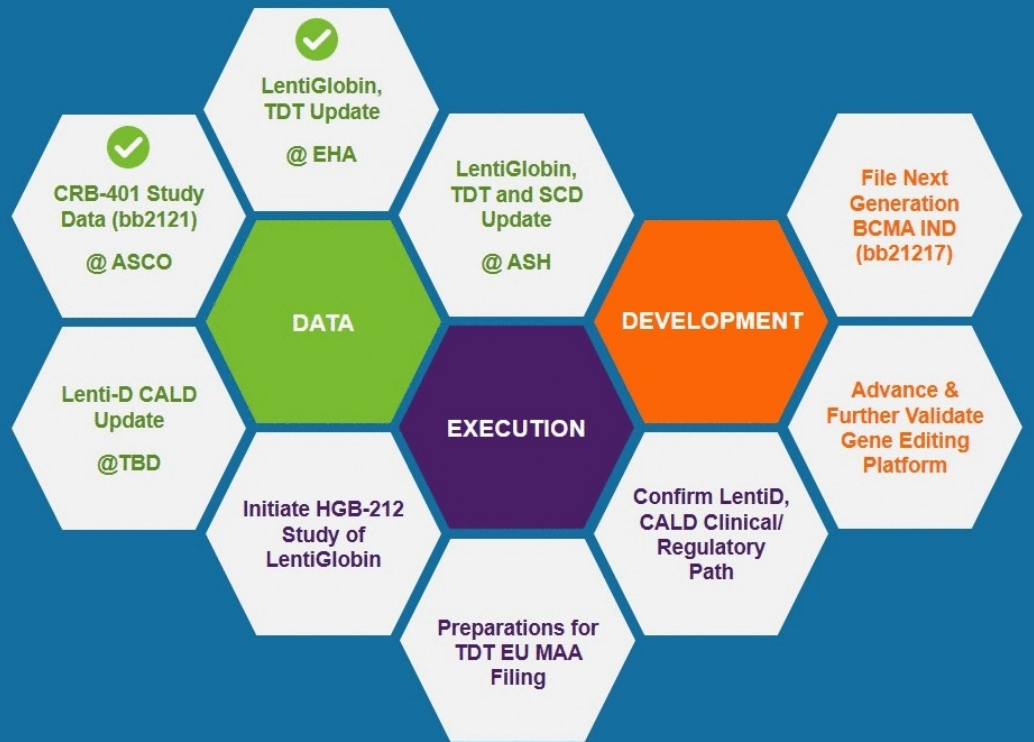 LentiGlobin,
TDT Update
@ EHA
CRB-401 Study
Data (bb2121)
@ ASCO
LentiGlobin,
TDT and SCD
Update
@ ASH
File Next
Generation
BCMA IND
(bb21217)
DATA
DEVELOPMENT
Lenti-D CALD
Update
@TBD
EXECUTION
Advance &
Further Validate
Gene Editing
Platform
Initiate HGB-212
Study of
LentiGlobin
Confirm LentiD,
CALD Clinical/
Regulatory
Path
Preparations for
TDT EU MAA
Filing